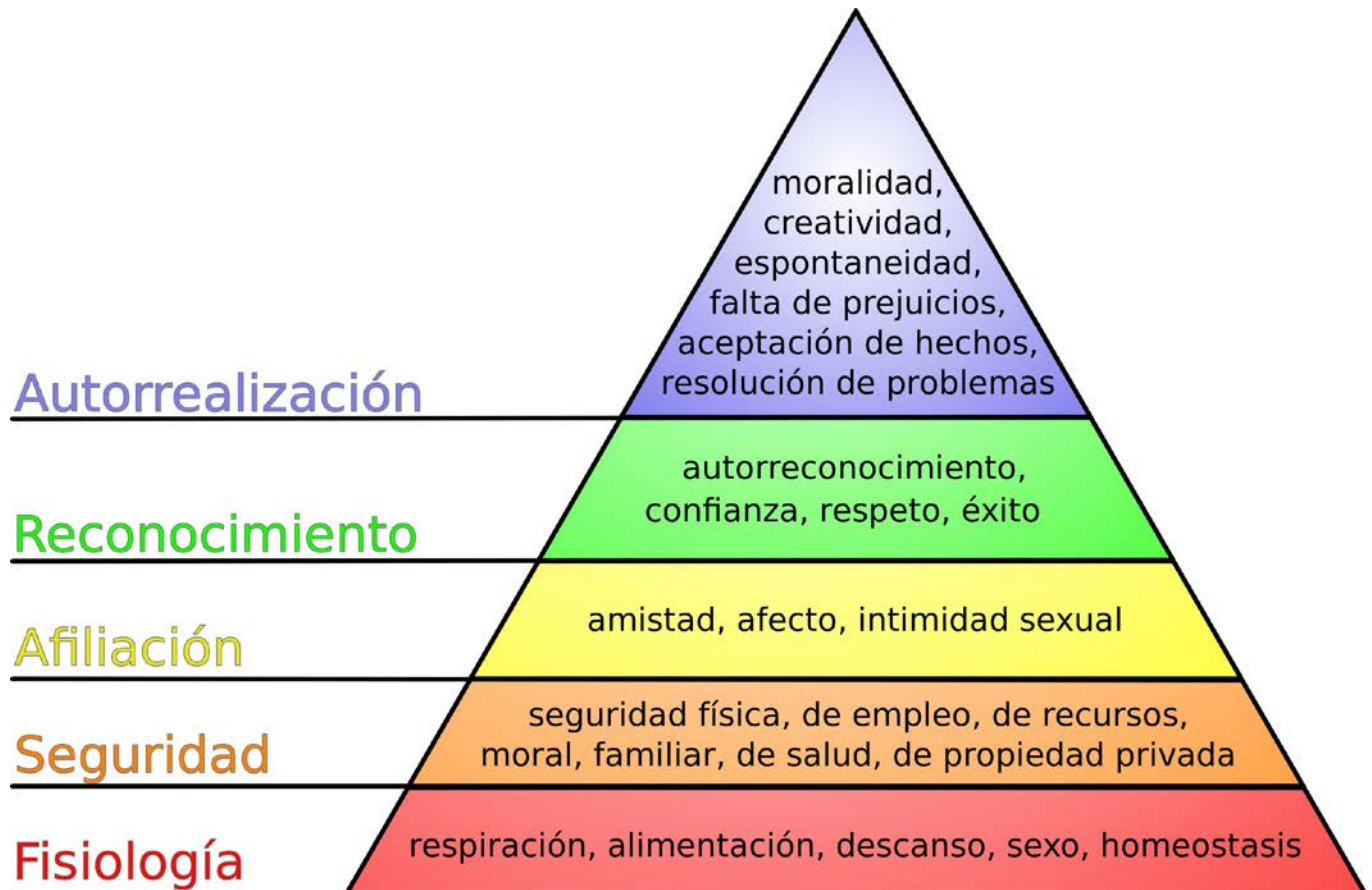 moralidad,
creatividad,
espontaneidad,
falta de prejuicios,
aceptación de hechos,
resolución de problemas
Autorrealización
autorreconocimiento,
confianza, respeto, éxito
Reconocimiento
amistad, afecto, intimidad sexual
Afiliación
seguridad física, de empleo, de recursos,
moral, familiar, de salud, de propiedad privada
Seguridad
respiración, alimentación, descanso, sexo, homeostasis
Fisiología